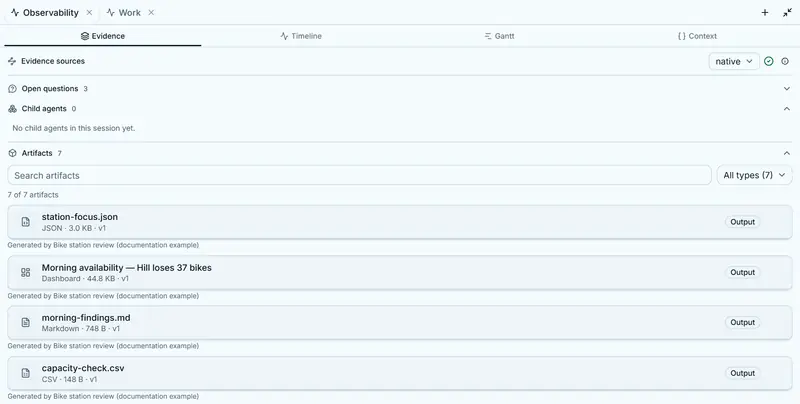 Observability
Work
Evidence
Timeline
Gantt
{ } Context
Evidence sources
native
Open questions 3
Child agents 0
No child agents in this session yet.
Artifacts 7
Search artifacts
All types (7)
7 of 7 artifacts
station-focus.json
JSON · 3.0 KB · v1
Output
Generated by Bike station review (documentation example)
Morning availability — Hill loses 37 bikes
Dashboard · 44.8 KB · v1
Output
Generated by Bike station review (documentation example)
morning-findings.md
Markdown · 748 B · v1
Output
Generated by Bike station review (documentation example)
capacity-check.csv
CSV · 148 B · v1
Output
Generated by Bike station review (documentation example)